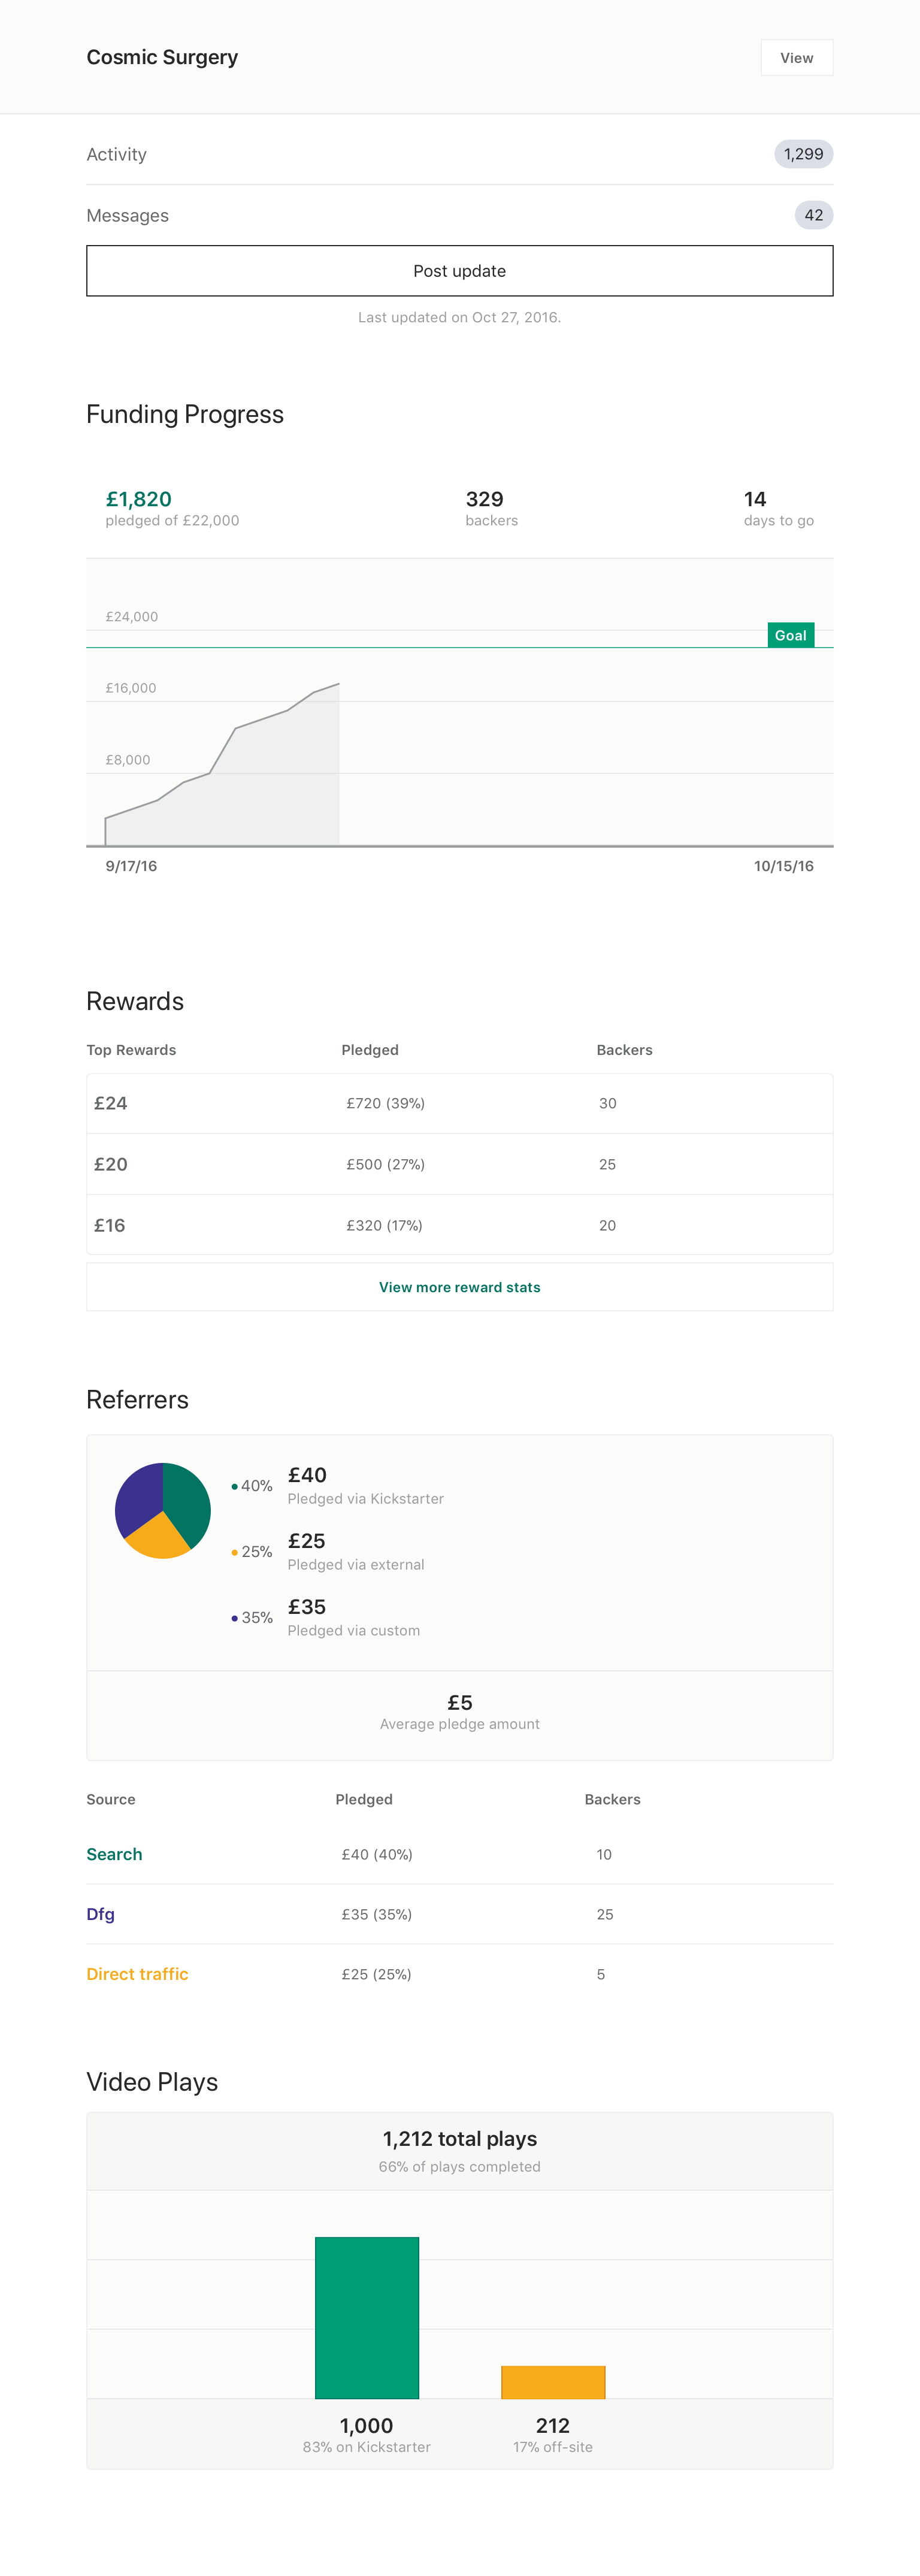 Cosmic Surgery
View
Activity
1,299
Messages
42
Post update
Last updated on Oct 27, 2016.
Funding Progress
£1,820
pledged of £22,000
329
backers
14
days to go
£24,000
Goal
£16,000
£8,000
9/17/16
10/15/16
Rewards
Top Rewards Pledged Backers
£24 £720 (39%) 30
£20 £500 (27%) 25
£16 £320 (17%) 20
View more reward stats
Referrers
40%
£40
Pledged via Kickstarter
25%
£25
Pledged via external
35%
£35
Pledged via custom
£5
Average pledge amount
Source Pledged Backers
Search £40 (40%) 10
Dfg £35 (35%) 25
Direct traffic £25 (25%) 5
Video Plays
1,212 total plays
66% of plays completed
1,000
83% on Kickstarter
212
17% off-site